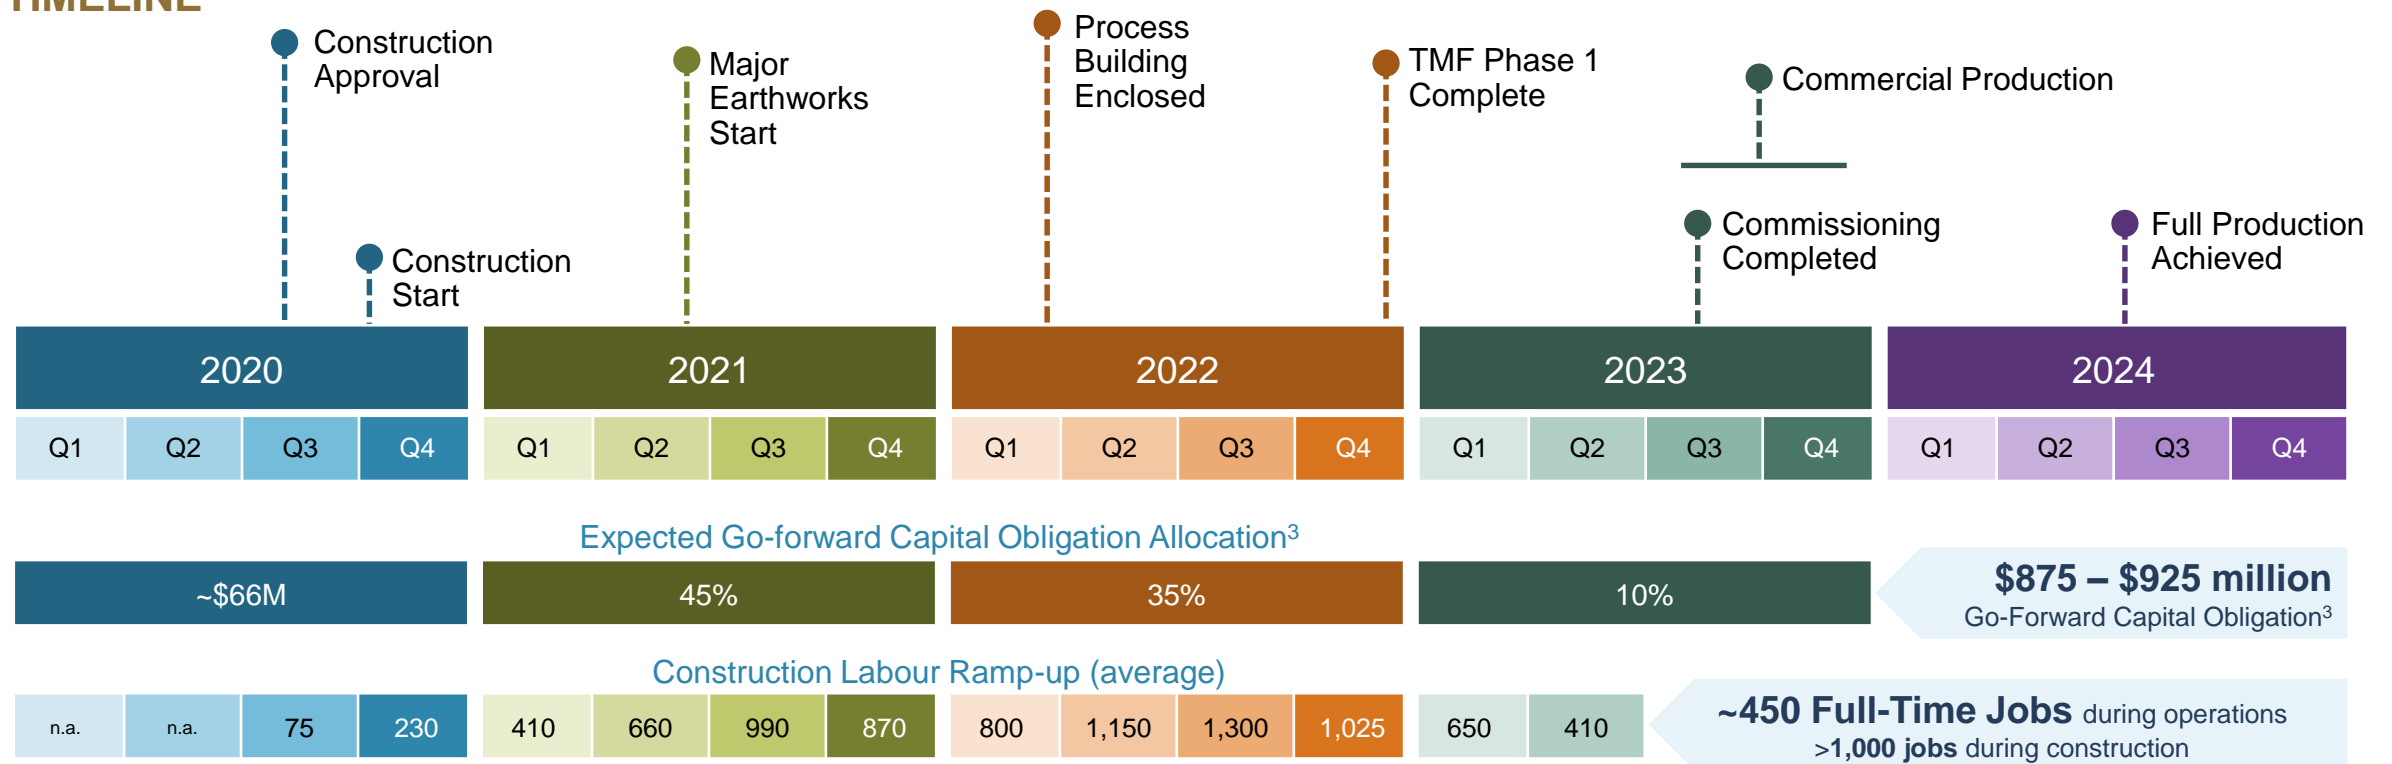 TIMELINE
Construction
Approval
Major
Earthworks
Start
Process
Building
Enclosed
TMF Phase 1
Complete
Commercial Production
Construction
Start
Commissioning
Completed
Full Production
Achieved
2020 2021 2022 2023 2024
Q1 Q2 Q3 Q4 Q1 Q2 Q3 Q4 Q1 Q2 Q3 Q4 Q1 Q2 Q3 Q4 Q1 Q2 Q3 Q4
Expected Go-forward Capital Obligation Allocation³
~$66M 45% 35% 10%
$875 – $925 million
Go-Forward Capital Obligation³
Construction Labour Ramp-up (average)
n.a. n.a. 75 230 410 660 990 870 800 1,150 1,300 1,025 650 410
~450 Full-Time Jobs during operations
>1,000 jobs during construction